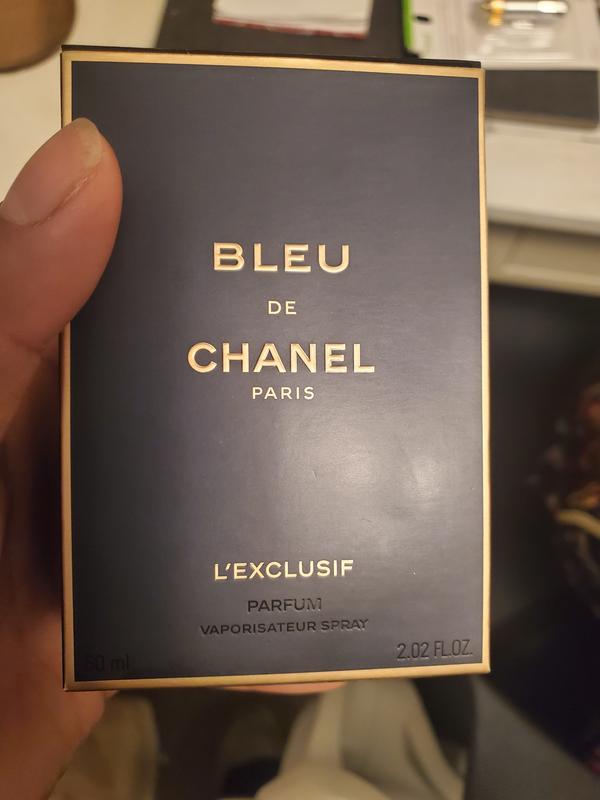 BLEU
DE
CHANEL
PARIS
L'EXCLUSIF
PARFUM
VAPORISATEUR SPRAY
60 ml
2.02 FL.OZ.